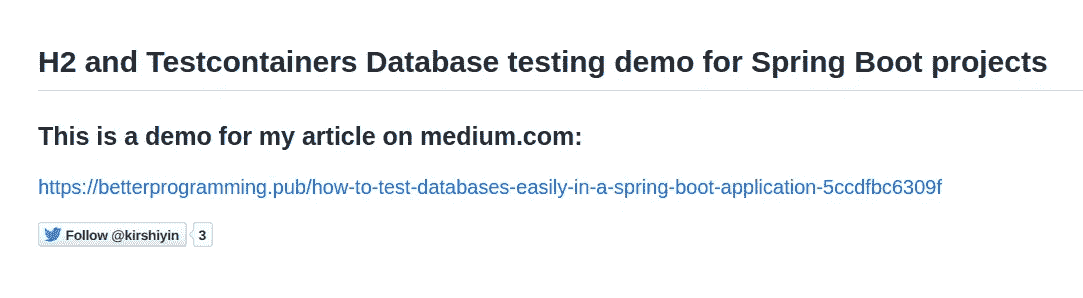 H2 and Testcontainers Database testing demo for Spring Boot projects
This is a demo for my article on medium.com:
https://betterprogramming.pub/how-to-test-databases-easily-in-a-spring-boot-application-5ccdfbc6309f
Follow @kirshiyin 3